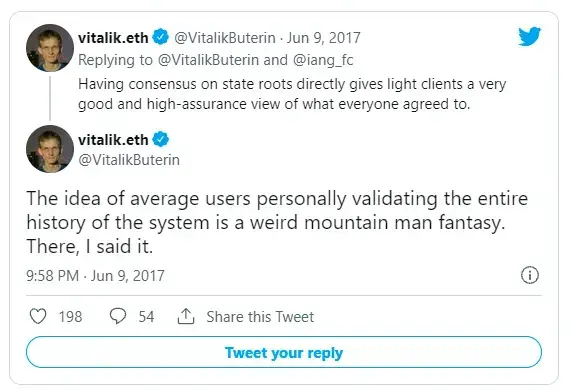 vitalik.eth @VitalikButerin · Jun 9, 2017
Replying to @VitalikButerin and @iang_fc
Having consensus on state roots directly gives light clients a very
good and high-assurance view of what everyone agreed to.
vitalik.eth
@VitalikButerin
The idea of average users personally validating the entire
history of the system is a weird mountain man fantasy.
There, I said it.
9:58 PM · Jun 9, 2017
198 54 Share this Tweet
Tweet your reply